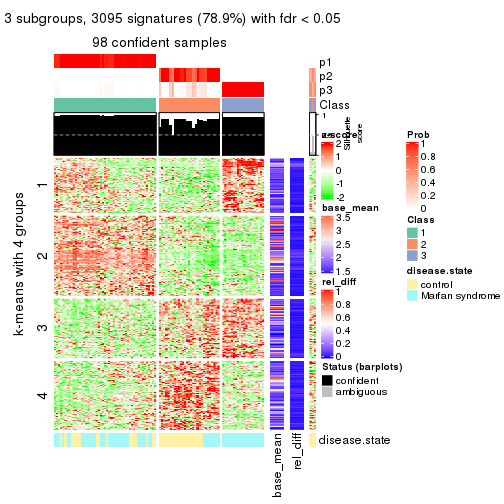 3 subgroups, 3095 signatures (78.9%) with fdr < 0.05
98 confident samples
p1
p2
p3
Class
1
Silhouette
score
k-means with 4 groups
1
2
3
4
z-score
2
1
0
-1
-2
base_mean
3.5
3
2.5
2
1.5
rel_diff
1
0.8
0.6
0.4
0.2
0
Status (barplots)
confident
ambiguous
Prob
1
0.8
0.6
0.4
0.2
0
Class
1
2
3
disease.state
control
Marfan syndrome
disease.state
base_mean
rel_diff